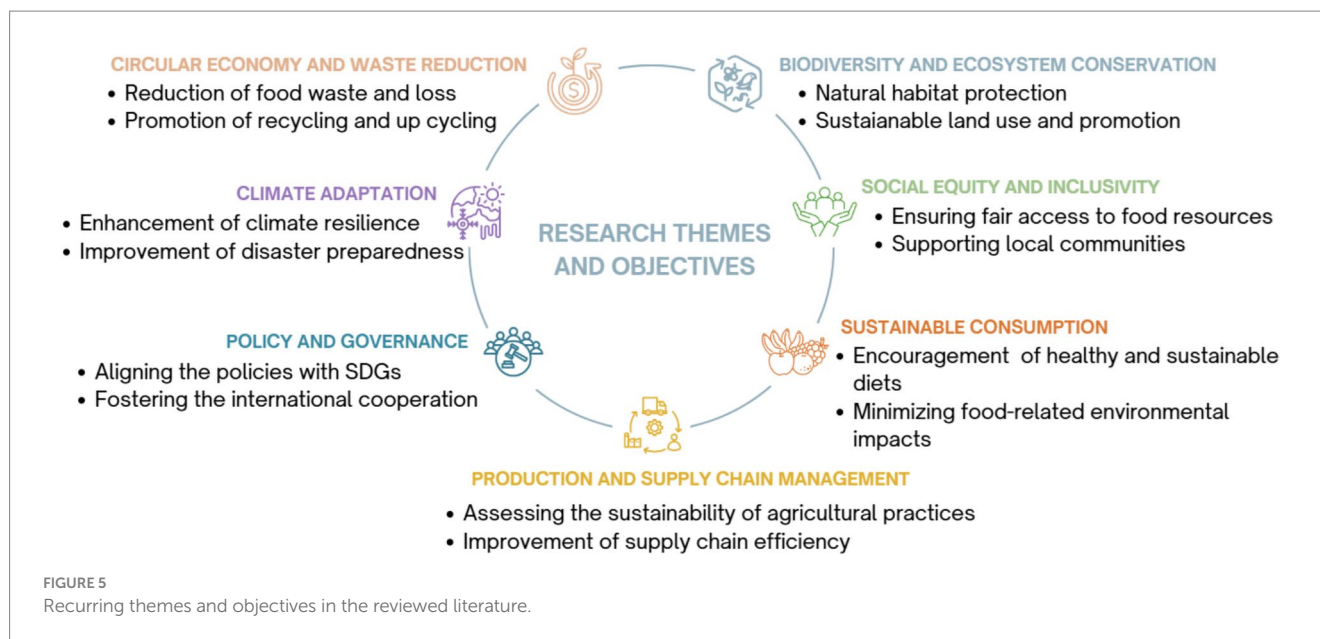 CIRCULAR ECONOMY AND WASTE REDUCTION
• Reduction of food waste and loss
• Promotion of recycling and up cycling
BIODIVERSITY AND ECOSYSTEM CONSERVATION
• Natural habitat protection
• Sustaianable land use and promotion
CLIMATE ADAPTATION
• Enhancement of climate resilience
• Improvement of disaster preparedness
RESEARCH THEMES
AND OBJECTIVES
SOCIAL EQUITY AND INCLUSIVITY
• Ensuring fair access to food resources
• Supporting local communities
POLICY AND GOVERNANCE
• Aligning the policies with SDGs
• Fostering the international cooperation
SUSTAINABLE CONSUMPTION
• Encouragement of healthy and sustainable
diets
• Minimizing food-related environmental
impacts
PRODUCTION AND SUPPLY CHAIN MANAGEMENT
• Assessing the sustainability of agricultural practices
• Improvement of supply chain efficiency
FIGURE 5
Recurring themes and objectives in the reviewed literature.